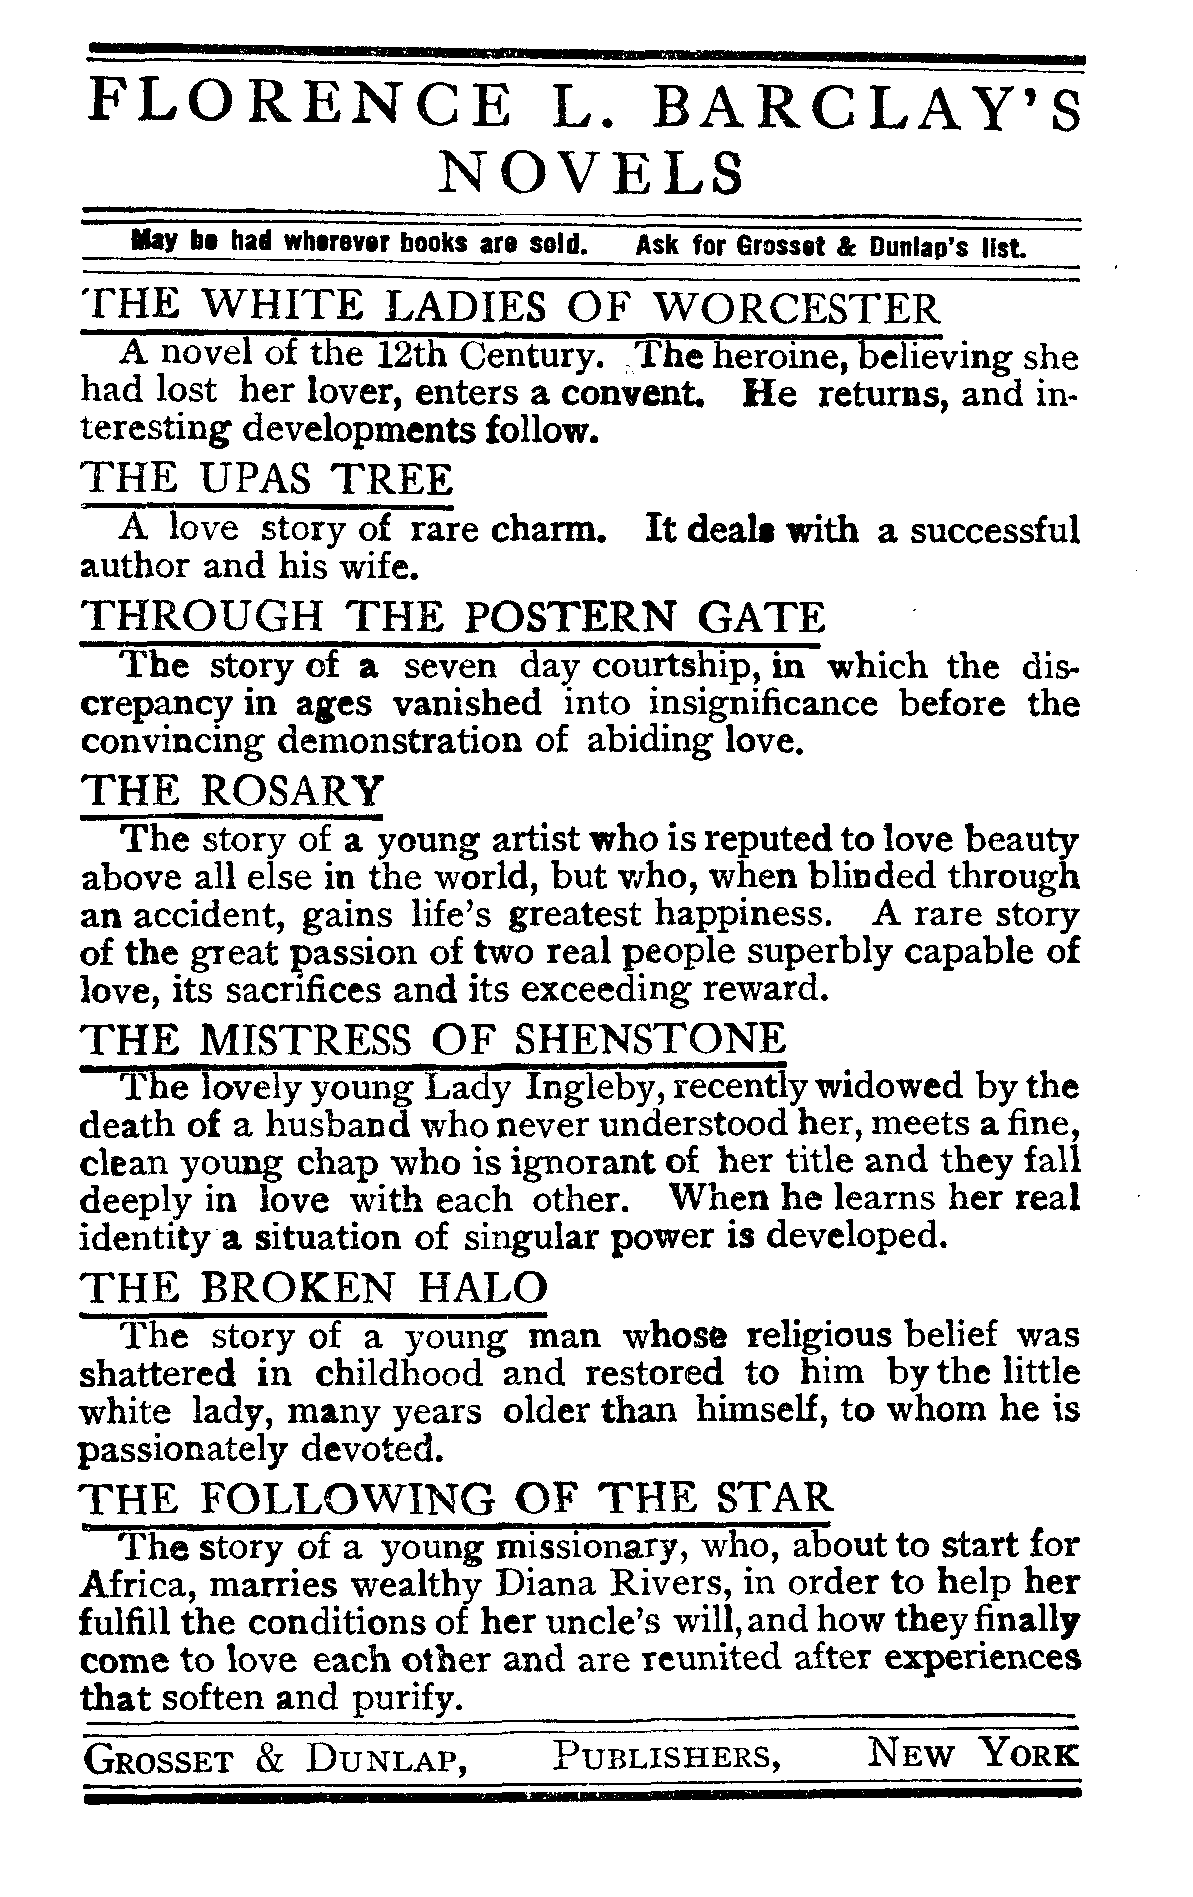 FLORENCE L. BARCLAY'S
NOVELS
May be had wherever books are sold. Ask for Grosset & Dunlap's list.
THE WHITE LADIES OF WORCESTER
A novel of the 12th Century. The heroine, believing she
had lost her lover, enters a convent. He returns, and in-
teresting developments follow.
THE UPAS TREE
A love story of rare charm. It deals with a successful
author and his wife.
THROUGH THE POSTERN GATE
The story of a seven day courtship, in which the dis-
crepancy in ages vanished into insignificance before the
convincing demonstration of abiding love.
THE ROSARY
The story of a young artist who is reputed to love beauty
above all else in the world, but who, when blinded through
an accident, gains life's greatest happiness. A rare story
of the great passion of two real people superbly capable of
love, its sacrifices and its exceeding reward.
THE MISTRESS OF SHENSTONE
The lovely young Lady Ingleby, recently widowed by the
death of a husband who never understood her, meets a fine,
clean young chap who is ignorant of her title and they fall
deeply in love with each other. When he learns her real
identity a situation of singular power is developed.
THE BROKEN HALO
The story of a young man whose religious belief was
shattered in childhood and restored to him by the little
white lady, many years older than himself, to whom he is
passionately devoted.
THE FOLLOWING OF THE STAR
The story of a young missionary, who, about to start for
Africa, marries wealthy Diana Rivers, in order to help her
fulfill the conditions of her uncle's will, and how they finally
come to love each other and are reunited after experiences
that soften and purify.
GROSSET & DUNLAP, PUBLISHERS, NEW YORK